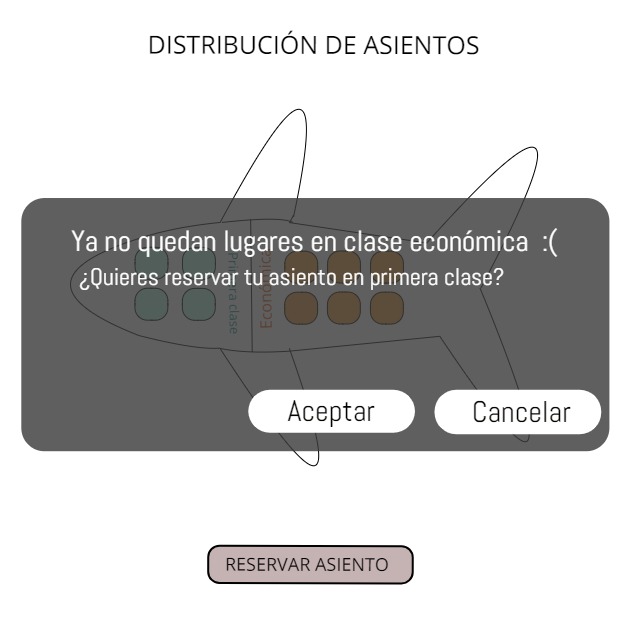 DISTRIBUCIÓN DE ASIENTOS
Ya no quedan lugares en clase económica :(
¿Quieres reservar tu asiento en primera clase?
Primera clase
Económica
Aceptar
Cancelar
RESERVAR ASIENTO